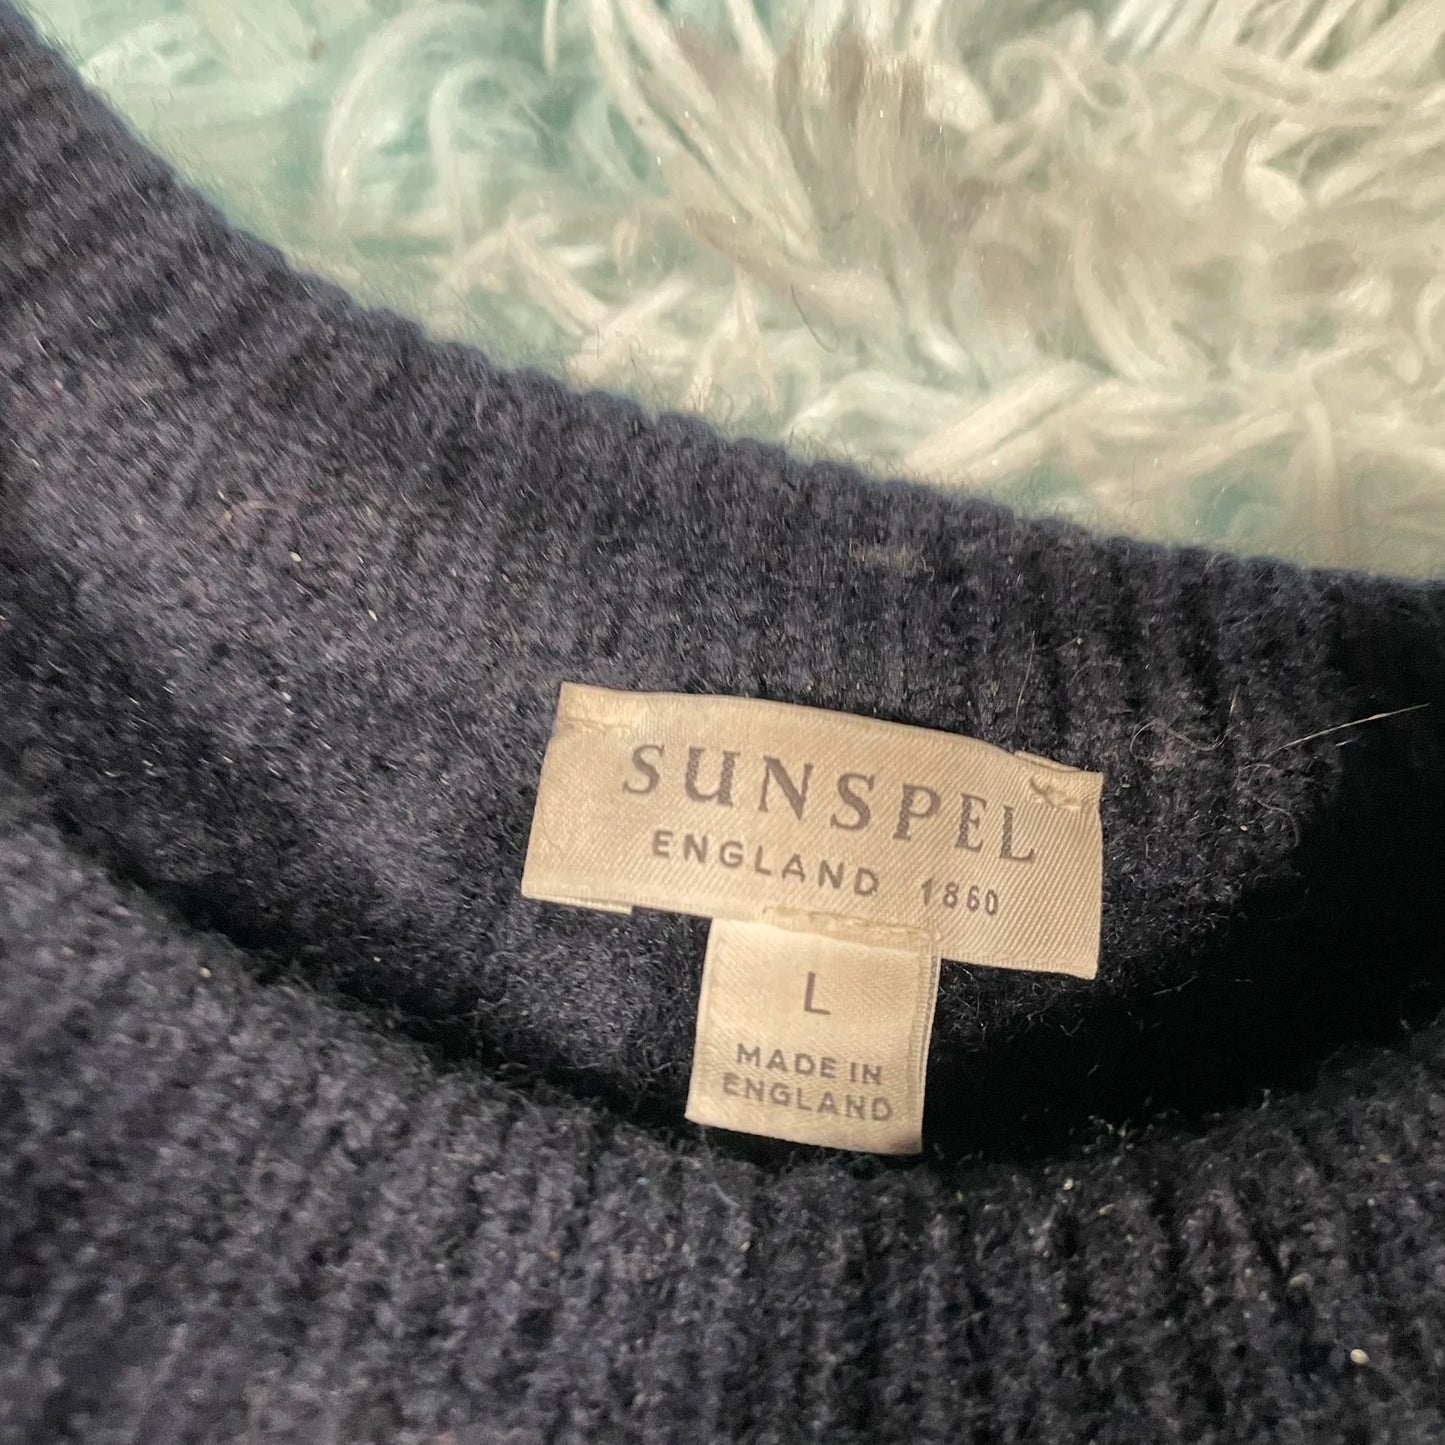 SUNSPEL
ENGLAND 1860
L
MADE IN
ENGLAND